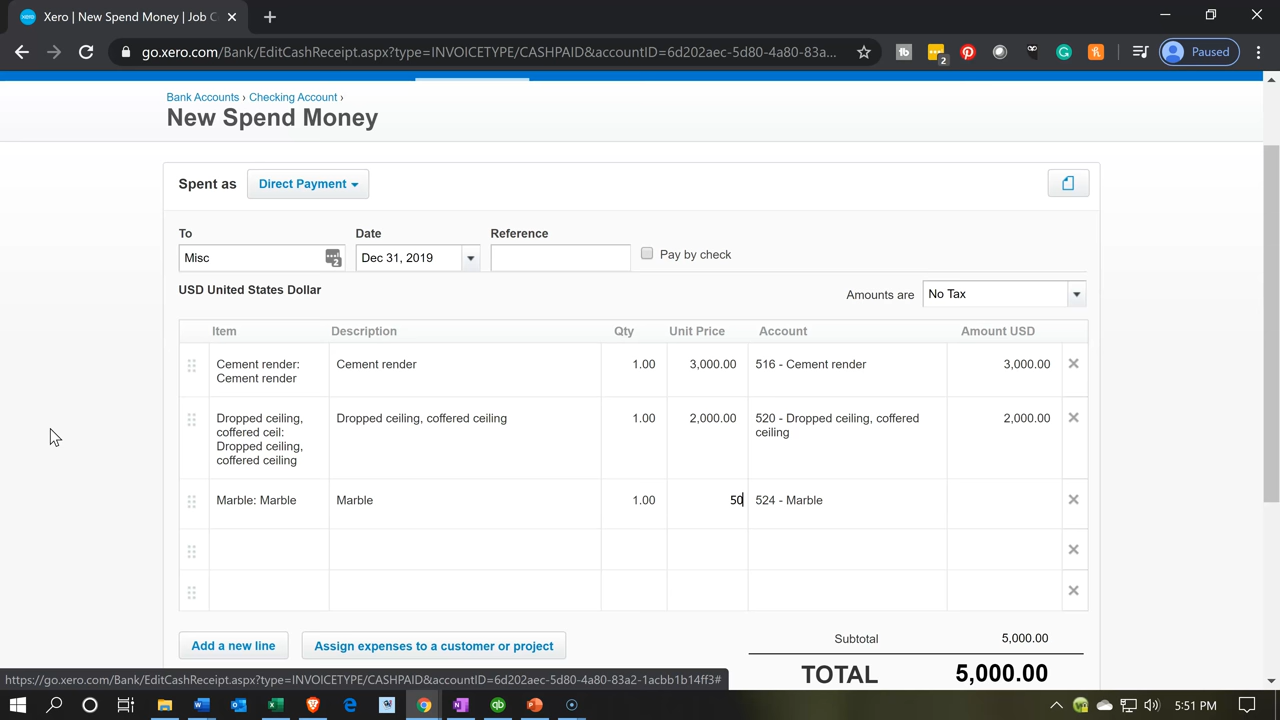 XERO
Xero | New Spend Money | Job C
go.xero.com/Bank/EditCashReceipt.aspx?type=INVOICETYPE/CASHPAID&accountID=6d202aec-5d80-4a80-83a...
tb
2
Paused
Bank Accounts › Checking Account ›
New Spend Money
Spent as
Direct Payment
To
Date
Reference
Misc
2
Dec 31, 2019
Pay by check
USD United States Dollar
Amounts are
No Tax
Item
Description
Qty
Unit Price
Account
Amount USD
Cement render:
Cement render
Cement render
1.00
3,000.00
516 - Cement render
3,000.00
Dropped ceiling,
coffered ceil:
Dropped ceiling,
coffered ceiling
Dropped ceiling, coffered ceiling
1.00
2,000.00
520 - Dropped ceiling, coffered
ceiling
2,000.00
Marble: Marble
Marble
1.00
50
524 - Marble
Add a new line
Assign expenses to a customer or project
Subtotal
5,000.00
TOTAL
5,000.00
https://go.xero.com/Bank/EditCashReceipt.aspx?type=INVOICETYPE/CASHPAID&accountID=6d202aec-5d80-4a80-83a2-1acbb1b14ff3#
5:51 PM